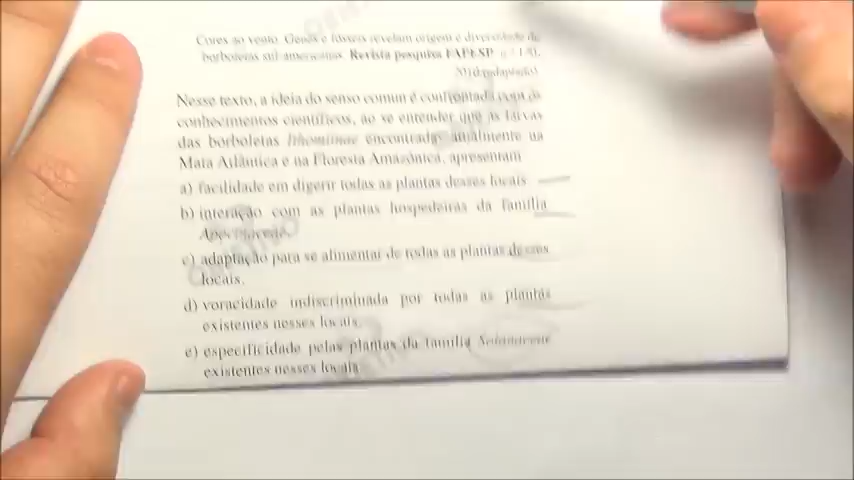 Cores ao vento. Genes e fósseis revelam origem e diversidade de
borboletas sul-americanas. Revista pesquisa FAPESP. n.º 170,
Nesse texto, a ideia do senso comum é confrontada com os
conhecimentos científicos, ao se entender que as larvas
das borboletas Ithomiinae encontradas atualmente na
Mata Atlântica e na Floresta Amazônica, apresentam
a) facilidade em digerir todas as plantas desses locais
b) interação com as plantas hospedeiras da família
Apocynaceae.
c) adaptação para se alimentar de todas as plantas desses
locais.
d) voracidade indiscriminada por todas as plantas
existentes nesses locais.
e) especificidade pelas plantas da família Solanaceae
existentes nesses locais.